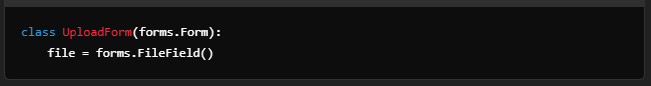 class UploadForm(forms.Form):
    file = forms.FileField()